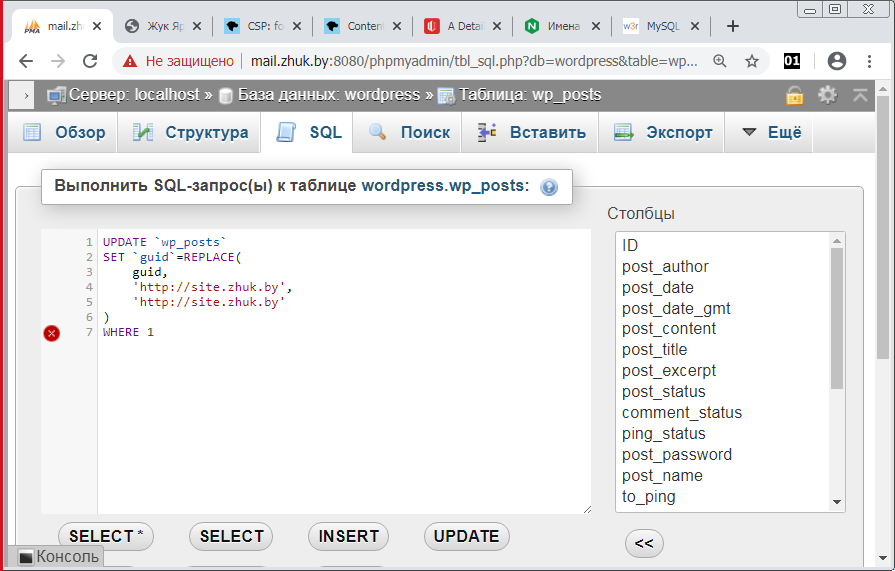 mail.zh
Жук Яр
CSP: fo
Conten
A Detai
Имена
w3r
MySQL
PMA
Не защищено
mail.zhuk.by:8080/phpmyadmin/tbl_sql.php?db=wordpress&table=wp...
01
Сервер: localhost » База данных: wordpress » Таблица: wp_posts
Обзор
Структура
SQL
Поиск
Вставить
Экспорт
Ещё
Выполнить SQL-запрос(ы) к таблице wordpress.wp_posts:
Столбцы
1 UPDATE `wp_posts`
2 SET `guid`=REPLACE(
3 guid,
4 'http://site.zhuk.by',
5 'http://site.zhuk.by'
6 )
7 WHERE 1
ID
post_author
post_date
post_date_gmt
post_content
post_title
post_excerpt
post_status
comment_status
ping_status
post_password
post_name
to_ping
SELECT *
SELECT
INSERT
UPDATE
<<
Консоль